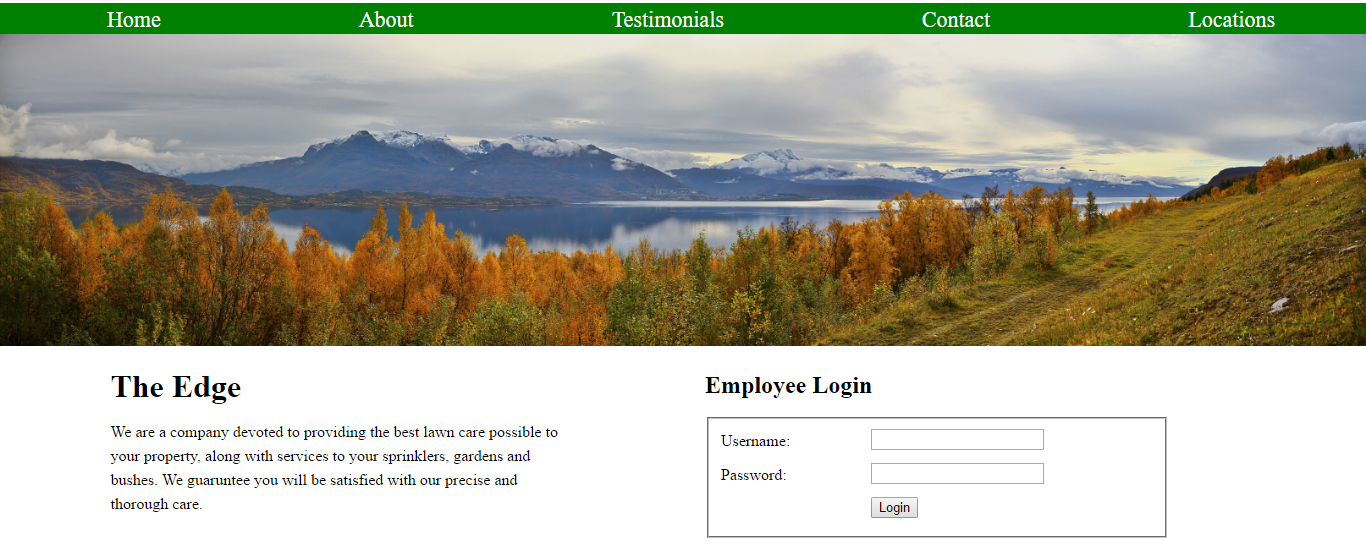 Home About Testimonials Contact Locations
The Edge
We are a company devoted to providing the best lawn care possible to
your property, along with services to your sprinklers, gardens and
bushes. We guaruntee you will be satisfied with our precise and
thorough care.
Employee Login
Username:
Password:
Login